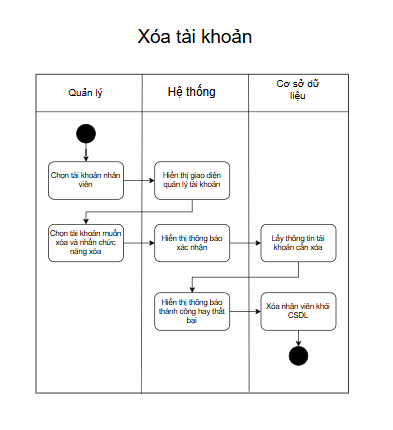 Xóa tài khoản
Quản lý
Hệ thống
Cơ sở dữ
liệu
Chọn tài khoản nhân
viên
Hiển thị giao diện
quản lý tài khoản
Chọn tài khoản muốn
xóa và nhấn chức
năng xóa
Hiển thị thông báo
xác nhận
Lấy thông tin tài
khoản cần xóa
Hiển thị thông báo
thành công hay thất
bại
Xóa nhân viên khỏi
CSDL